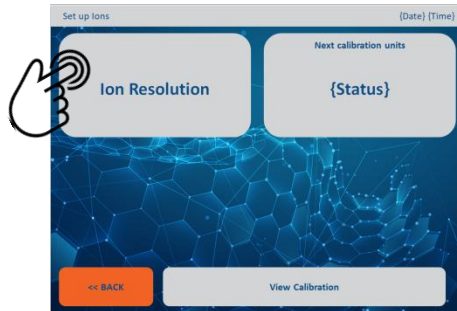 Set up Ions
{Date} {Time}
Ion Resolution
Next calibration units
{Status}
<< BACK
View Calibration